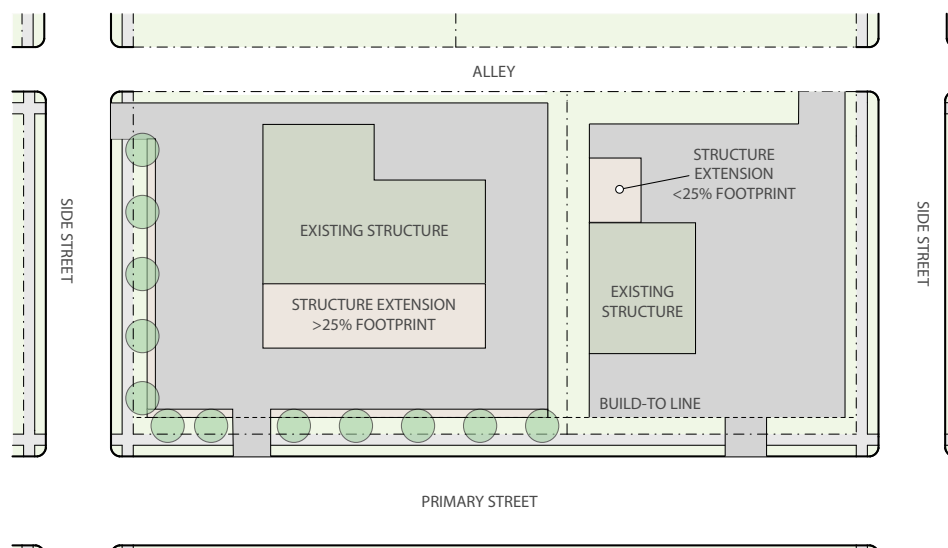 ALLEY
STRUCTURE
EXTENSION
<25% FOOTPRINT
SIDE STREET
SIDE STREET
EXISTING STRUCTURE
EXISTING
STRUCTURE
STRUCTURE EXTENSION
>25% FOOTPRINT
BUILD-TO LINE
PRIMARY STREET